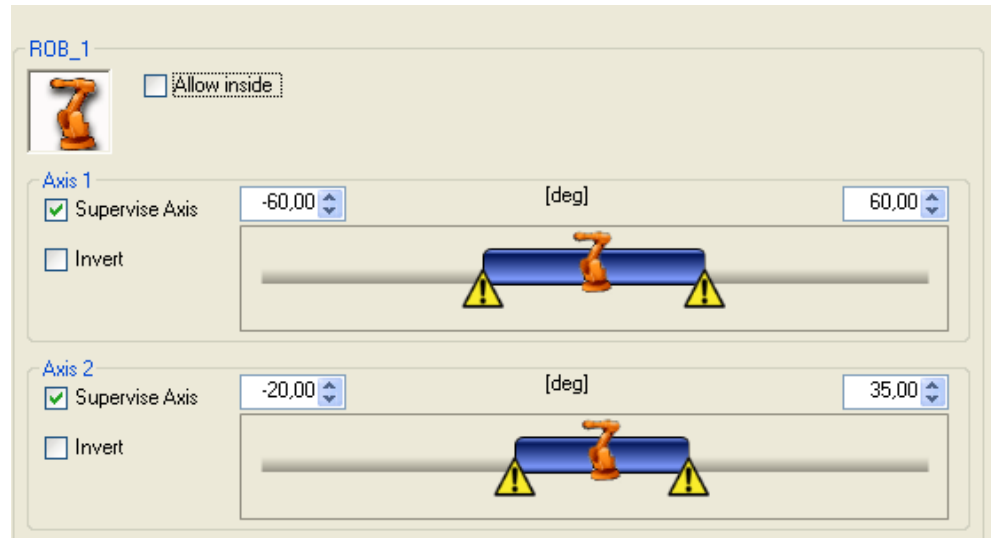 ROB_1
Allow inside
Axis 1
Supervise Axis -60,00 [deg] 60,00
Invert
Axis 2
Supervise Axis -20,00 [deg] 35,00
Invert